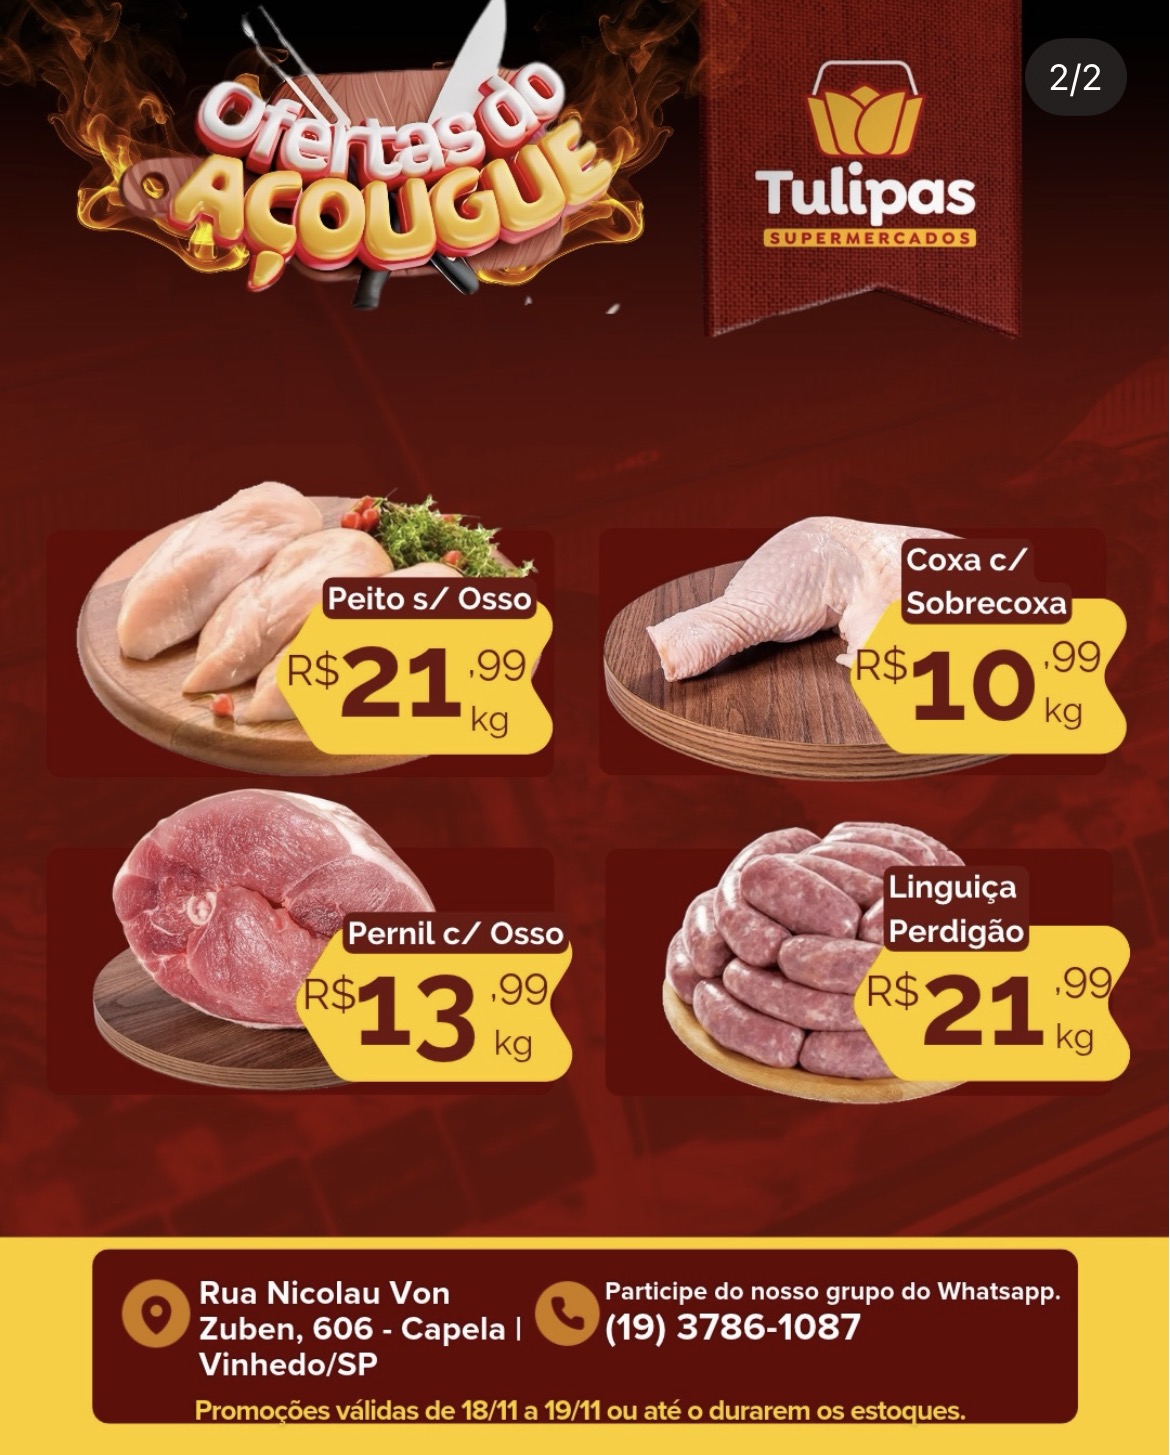 Ofertas do
AÇOUGUE
Tulipas
SUPERMERCADOS
2/2
Peito s/ Osso
R$21,99
kg
Coxa c/
Sobrecoxa
R$10,99
kg
Pernil c/ Osso
R$13,99
kg
Linguiça
Perdigão
R$21,99
kg
Rua Nicolau Von
Zuben, 606 - Capela |
Vinhedo/SP
Participe do nosso grupo do Whatsapp.
(19) 3786-1087
Promoções válidas de 18/11 a 19/11 ou até o durarem os estoques.